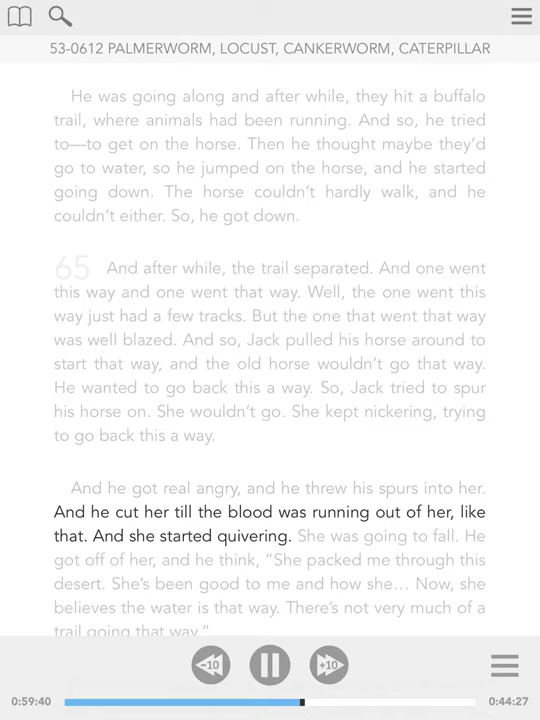 53-0612 PALMERWORM, LOCUST, CANKERWORM, CATERPILLAR
He was going along and after while, they hit a buffalo
trail, where animals had been running. And so, he tried
to—to get on the horse. Then he thought maybe they’d
go to water, so he jumped on the horse, and he started
going down. The horse couldn’t hardly walk, and he
couldn’t either. So, he got down.
65 And after while, the trail separated. And one went
this way and one went that way. Well, the one went this
way just had a few tracks. But the one that went that way
was well blazed. And so, Jack pulled his horse around to
start that way, and the old horse wouldn’t go that way.
He wanted to go back this a way. So, Jack tried to spur
his horse on. She wouldn’t go. She kept nickering, trying
to go back this a way.
And he got real angry, and he threw his spurs into her.
And he cut her till the blood was running out of her, like
that. And she started quivering. She was going to fall. He
got off of her, and he think, “She packed me through this
desert. She’s been good to me and how she… Now, she
believes the water is that way. There’s not very much of a
trail going that way.”
-10
+10
0:59:40
0:44:27